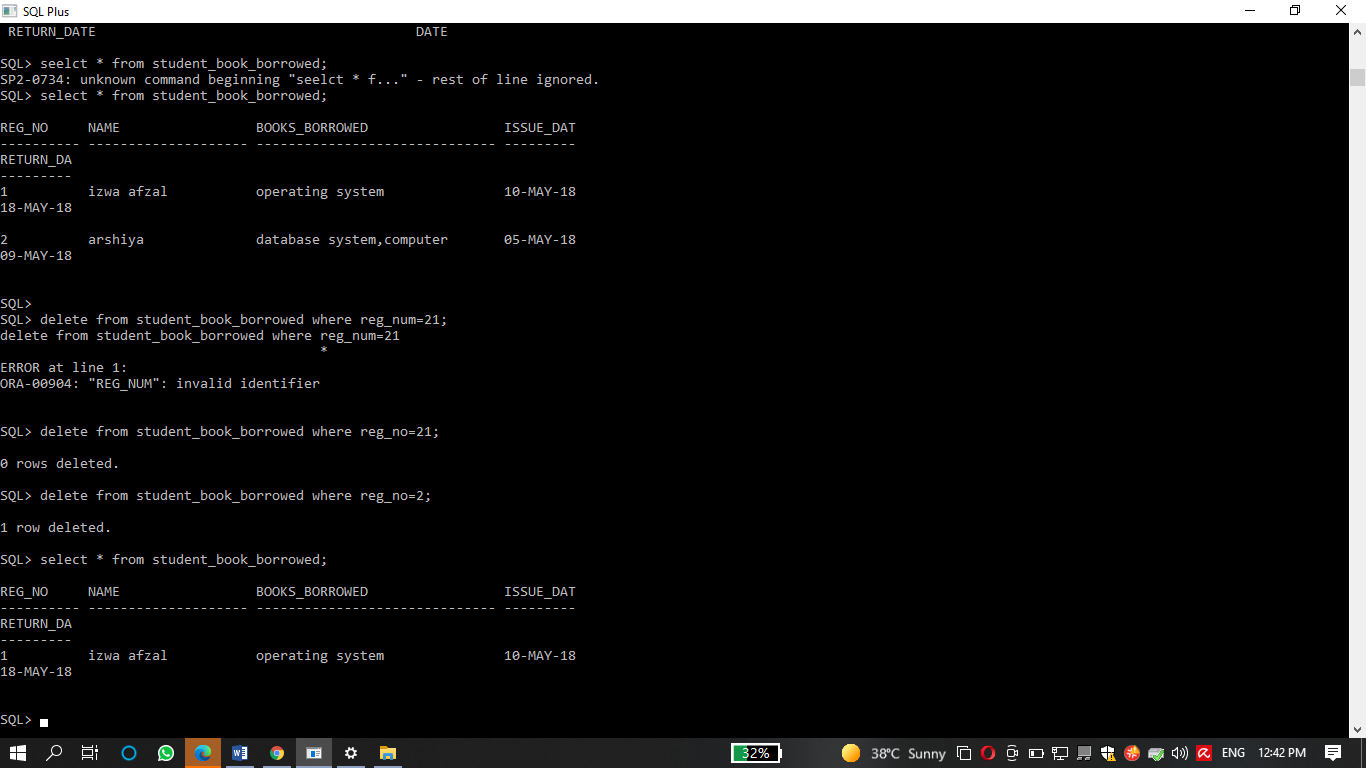 SQL Plus
RETURN_DATE                                        DATE
SQL> seelct * from student_book_borrowed;
SP2-0734: unknown command beginning "seelct * f..." - rest of line ignored.
SQL> select * from student_book_borrowed;
REG_NO     NAME                 BOOKS_BORROWED                 ISSUE_DAT
---------- -------------------- ------------------------------ ---------
RETURN_DA
---------
1          izwa afzal           operating system               10-MAY-18
18-MAY-18
2          arshiya              database system,computer       05-MAY-18
09-MAY-18
SQL>
SQL> delete from student_book_borrowed where reg_num=21;
delete from student_book_borrowed where reg_num=21
                                        *
ERROR at line 1:
ORA-00904: "REG_NUM": invalid identifier
SQL> delete from student_book_borrowed where reg_no=21;
0 rows deleted.
SQL> delete from student_book_borrowed where reg_no=2;
1 row deleted.
SQL> select * from student_book_borrowed;
REG_NO     NAME                 BOOKS_BORROWED                 ISSUE_DAT
---------- -------------------- ------------------------------ ---------
RETURN_DA
---------
1          izwa afzal           operating system               10-MAY-18
18-MAY-18
SQL>
32% 38°C Sunny ENG 12:42 PM